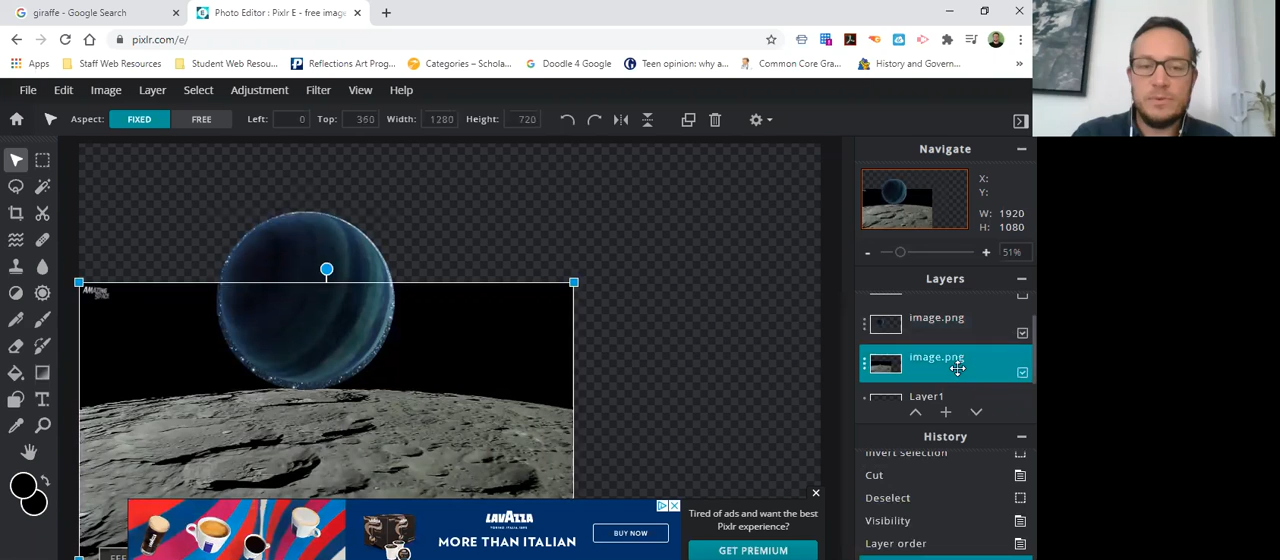 giraffe - Google Search
Photo Editor : Pixlr E - free imag
pixlr.com/e/
Apps
Staff Web Resources
Student Web Resou...
Reflections Art Prog...
Categories – Schola...
Doodle 4 Google
Teen opinion: why a...
Common Core Gra...
History and Govern...
File Edit Image Layer Select Adjustment Filter View Help
Aspect: FIXED FREE Left: 0 Top: 360 Width: 1280 Height: 720
Navigate
X:
Y:
W: 1920
H: 1080
51%
Layers
AMAZING
SPACE
image.png
image.png
Layer1
History
Invert selection
Cut
Deselect
Visibility
Layer order
LAVAZZA
MORE THAN ITALIAN
BUY NOW
Tired of ads and want the best
Pixlr experience?
GET PREMIUM